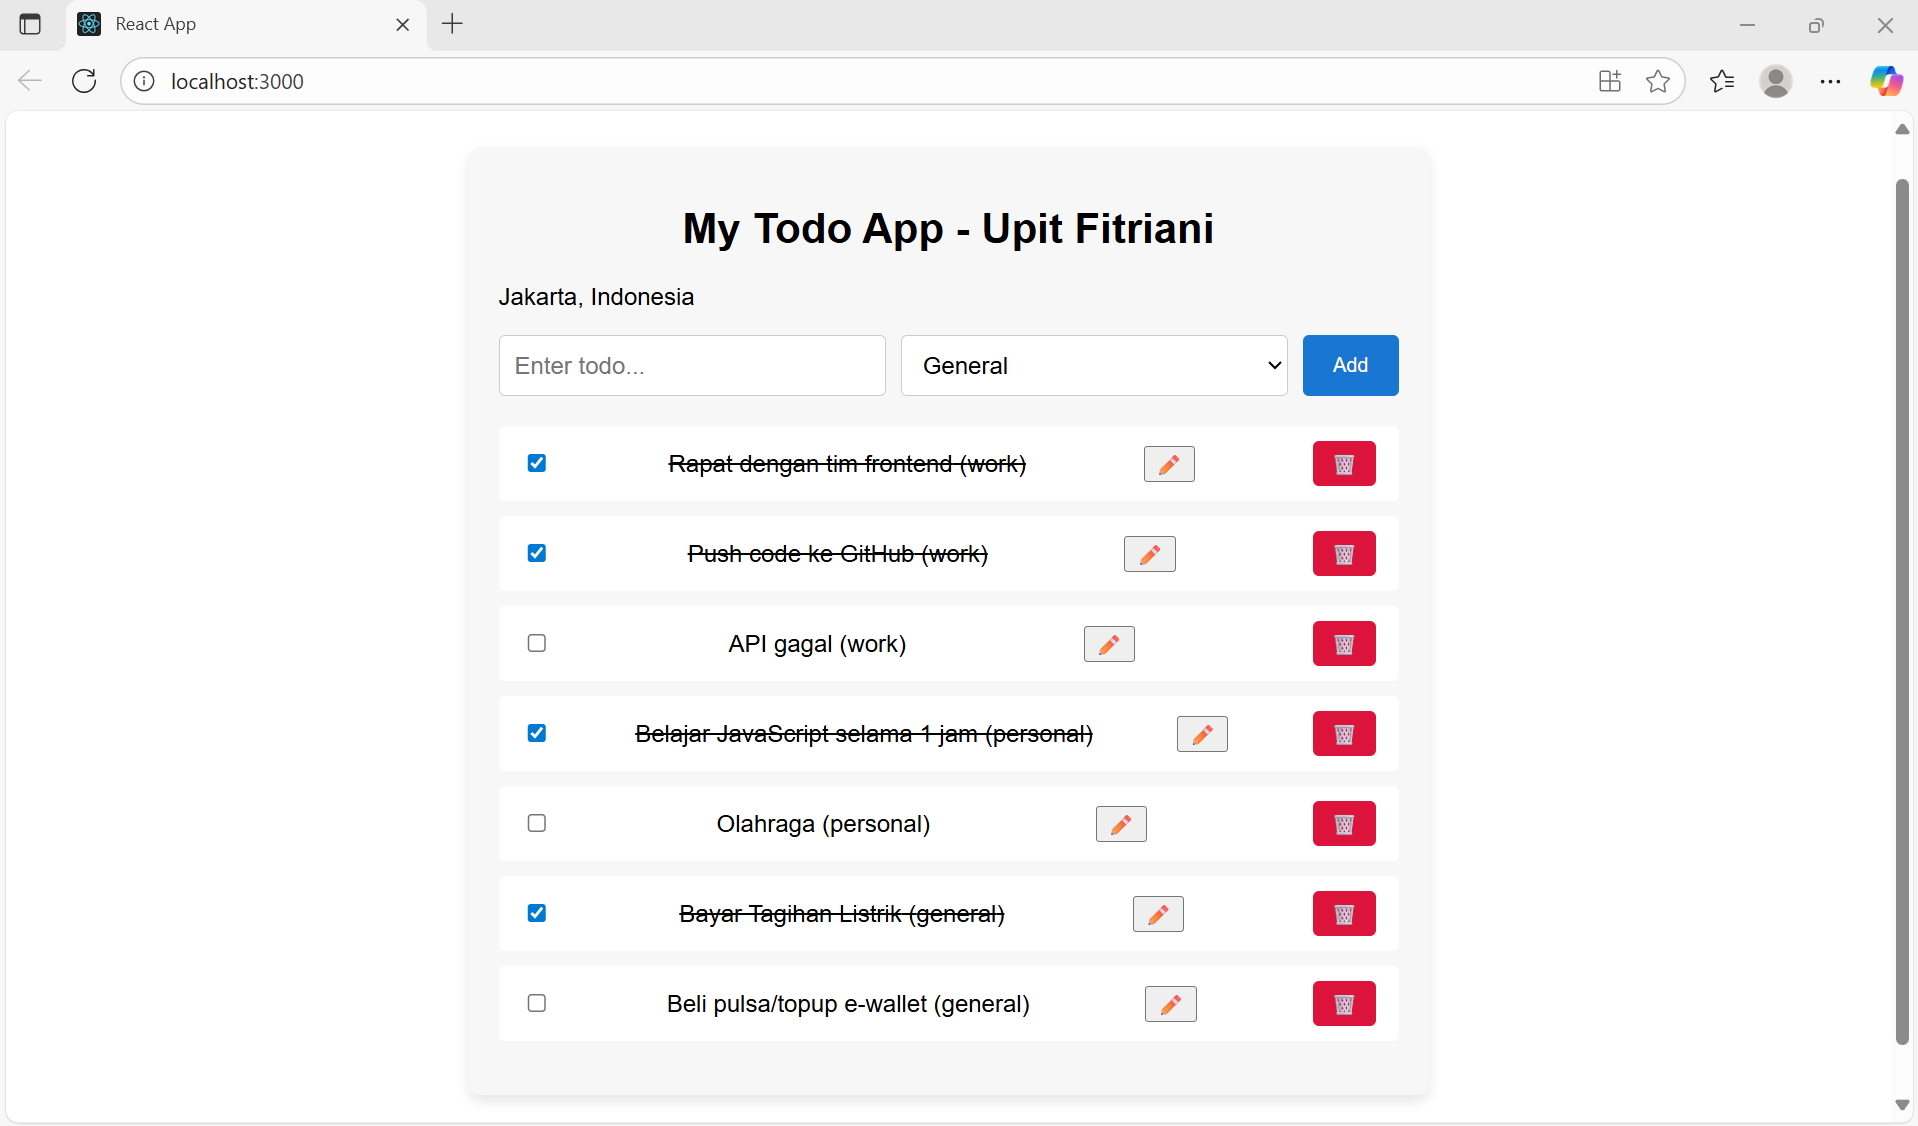 React App
localhost:3000
My Todo App - Upit Fitriani
Jakarta, Indonesia
Enter todo...
General
Add
Rapat dengan tim frontend (work)
Push code ke GitHub (work)
API gagal (work)
Belajar JavaScript selama 1 jam (personal)
Olahraga (personal)
Bayar Tagihan Listrik (general)
Beli pulsa/topup e-wallet (general)